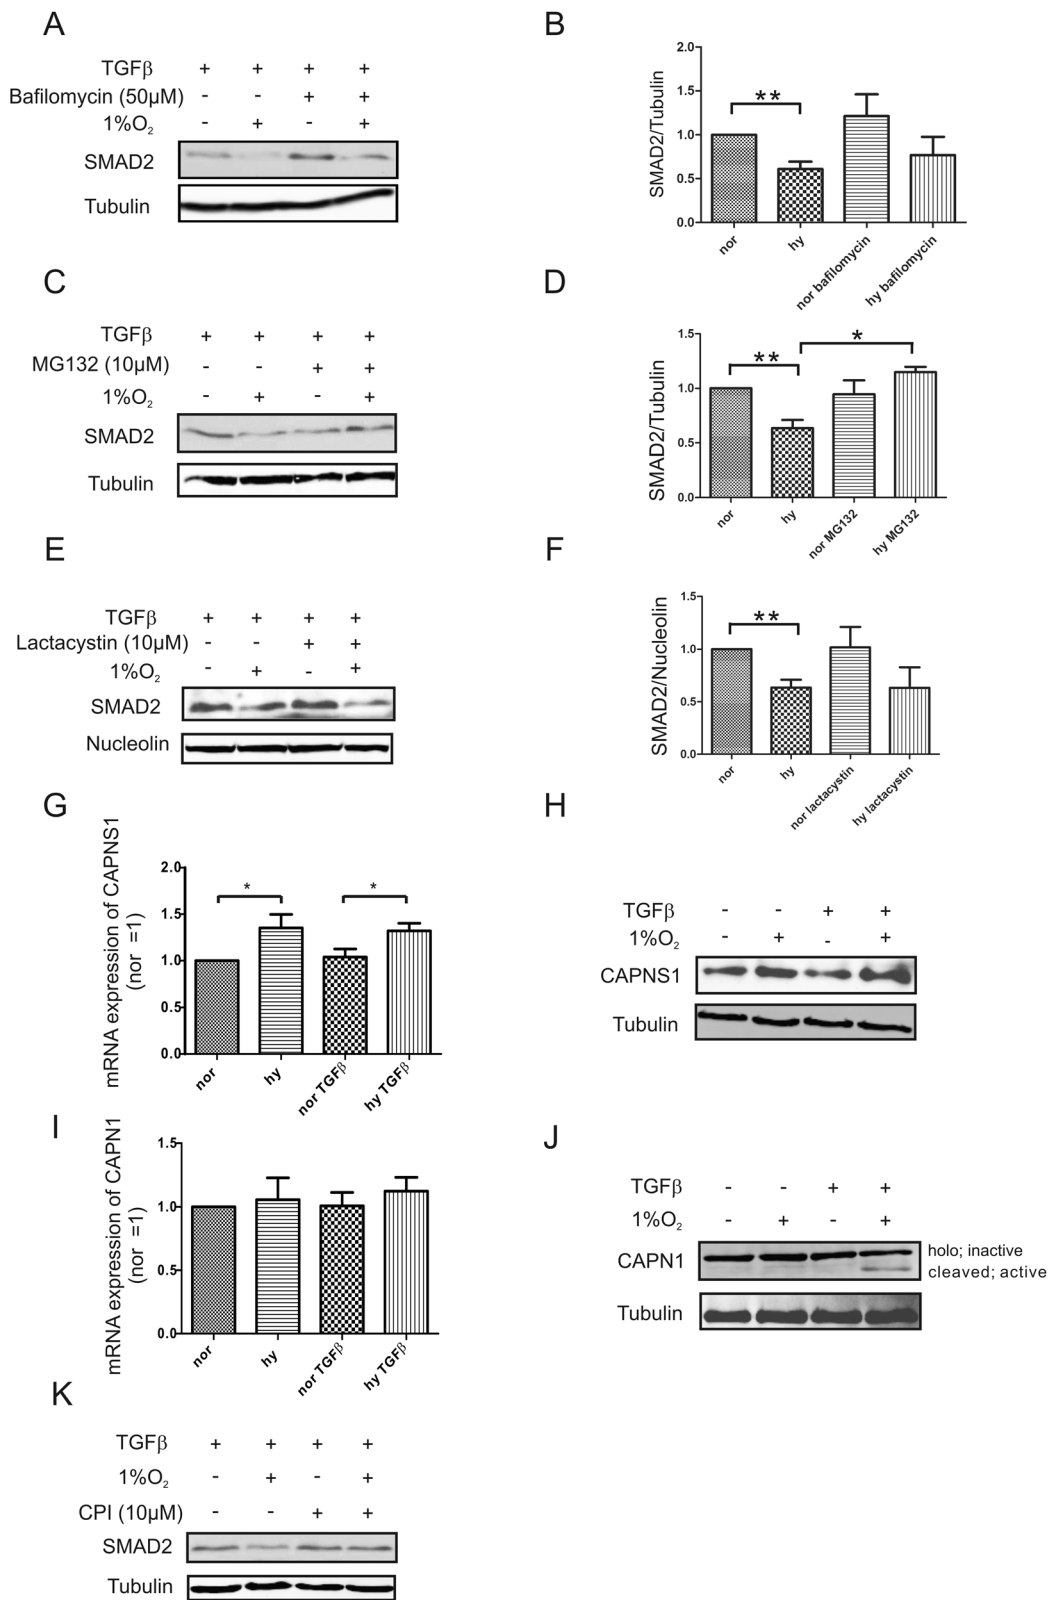 A
TGFβ + + + +
Bafilomycin (50μM) - - + +
1%O₂ - + - +
SMAD2
Tubulin
B
SMAD2/Tubulin
2.0
1.5
1.0
0.5
0.0
**
nor hy nor bafilomycin hy bafilomycin
C
TGFβ + + + +
MG132 (10μM) - - + +
1%O₂ - + - +
SMAD2
Tubulin
D
SMAD2/Tubulin
1.5
1.0
0.5
0.0
** *
nor hy nor MG132 hy MG132
E
TGFβ + + + +
Lactacystin (10μM) - - + +
1%O₂ - + - +
SMAD2
Nucleolin
F
SMAD2/Nucleolin
1.5
1.0
0.5
0.0
**
nor hy nor lactacystin hy lactacystin
G
mRNA expression of CAPNS1
(nor =1)
2.0
1.5
1.0
0.5
0.0
* *
nor hy nor TGFβ hy TGFβ
H
TGFβ - - + +
1%O₂ - + - +
CAPNS1
Tubulin
I
mRNA expression of CAPN1
(nor =1)
1.5
1.0
0.5
0.0
nor hy nor TGFβ hy TGFβ
J
TGFβ - - + +
1%O₂ - + - +
CAPN1
holo; inactive
cleaved; active
Tubulin
K
TGFβ + + + +
1%O₂ - + - +
CPI (10μM) - - + +
SMAD2
Tubulin